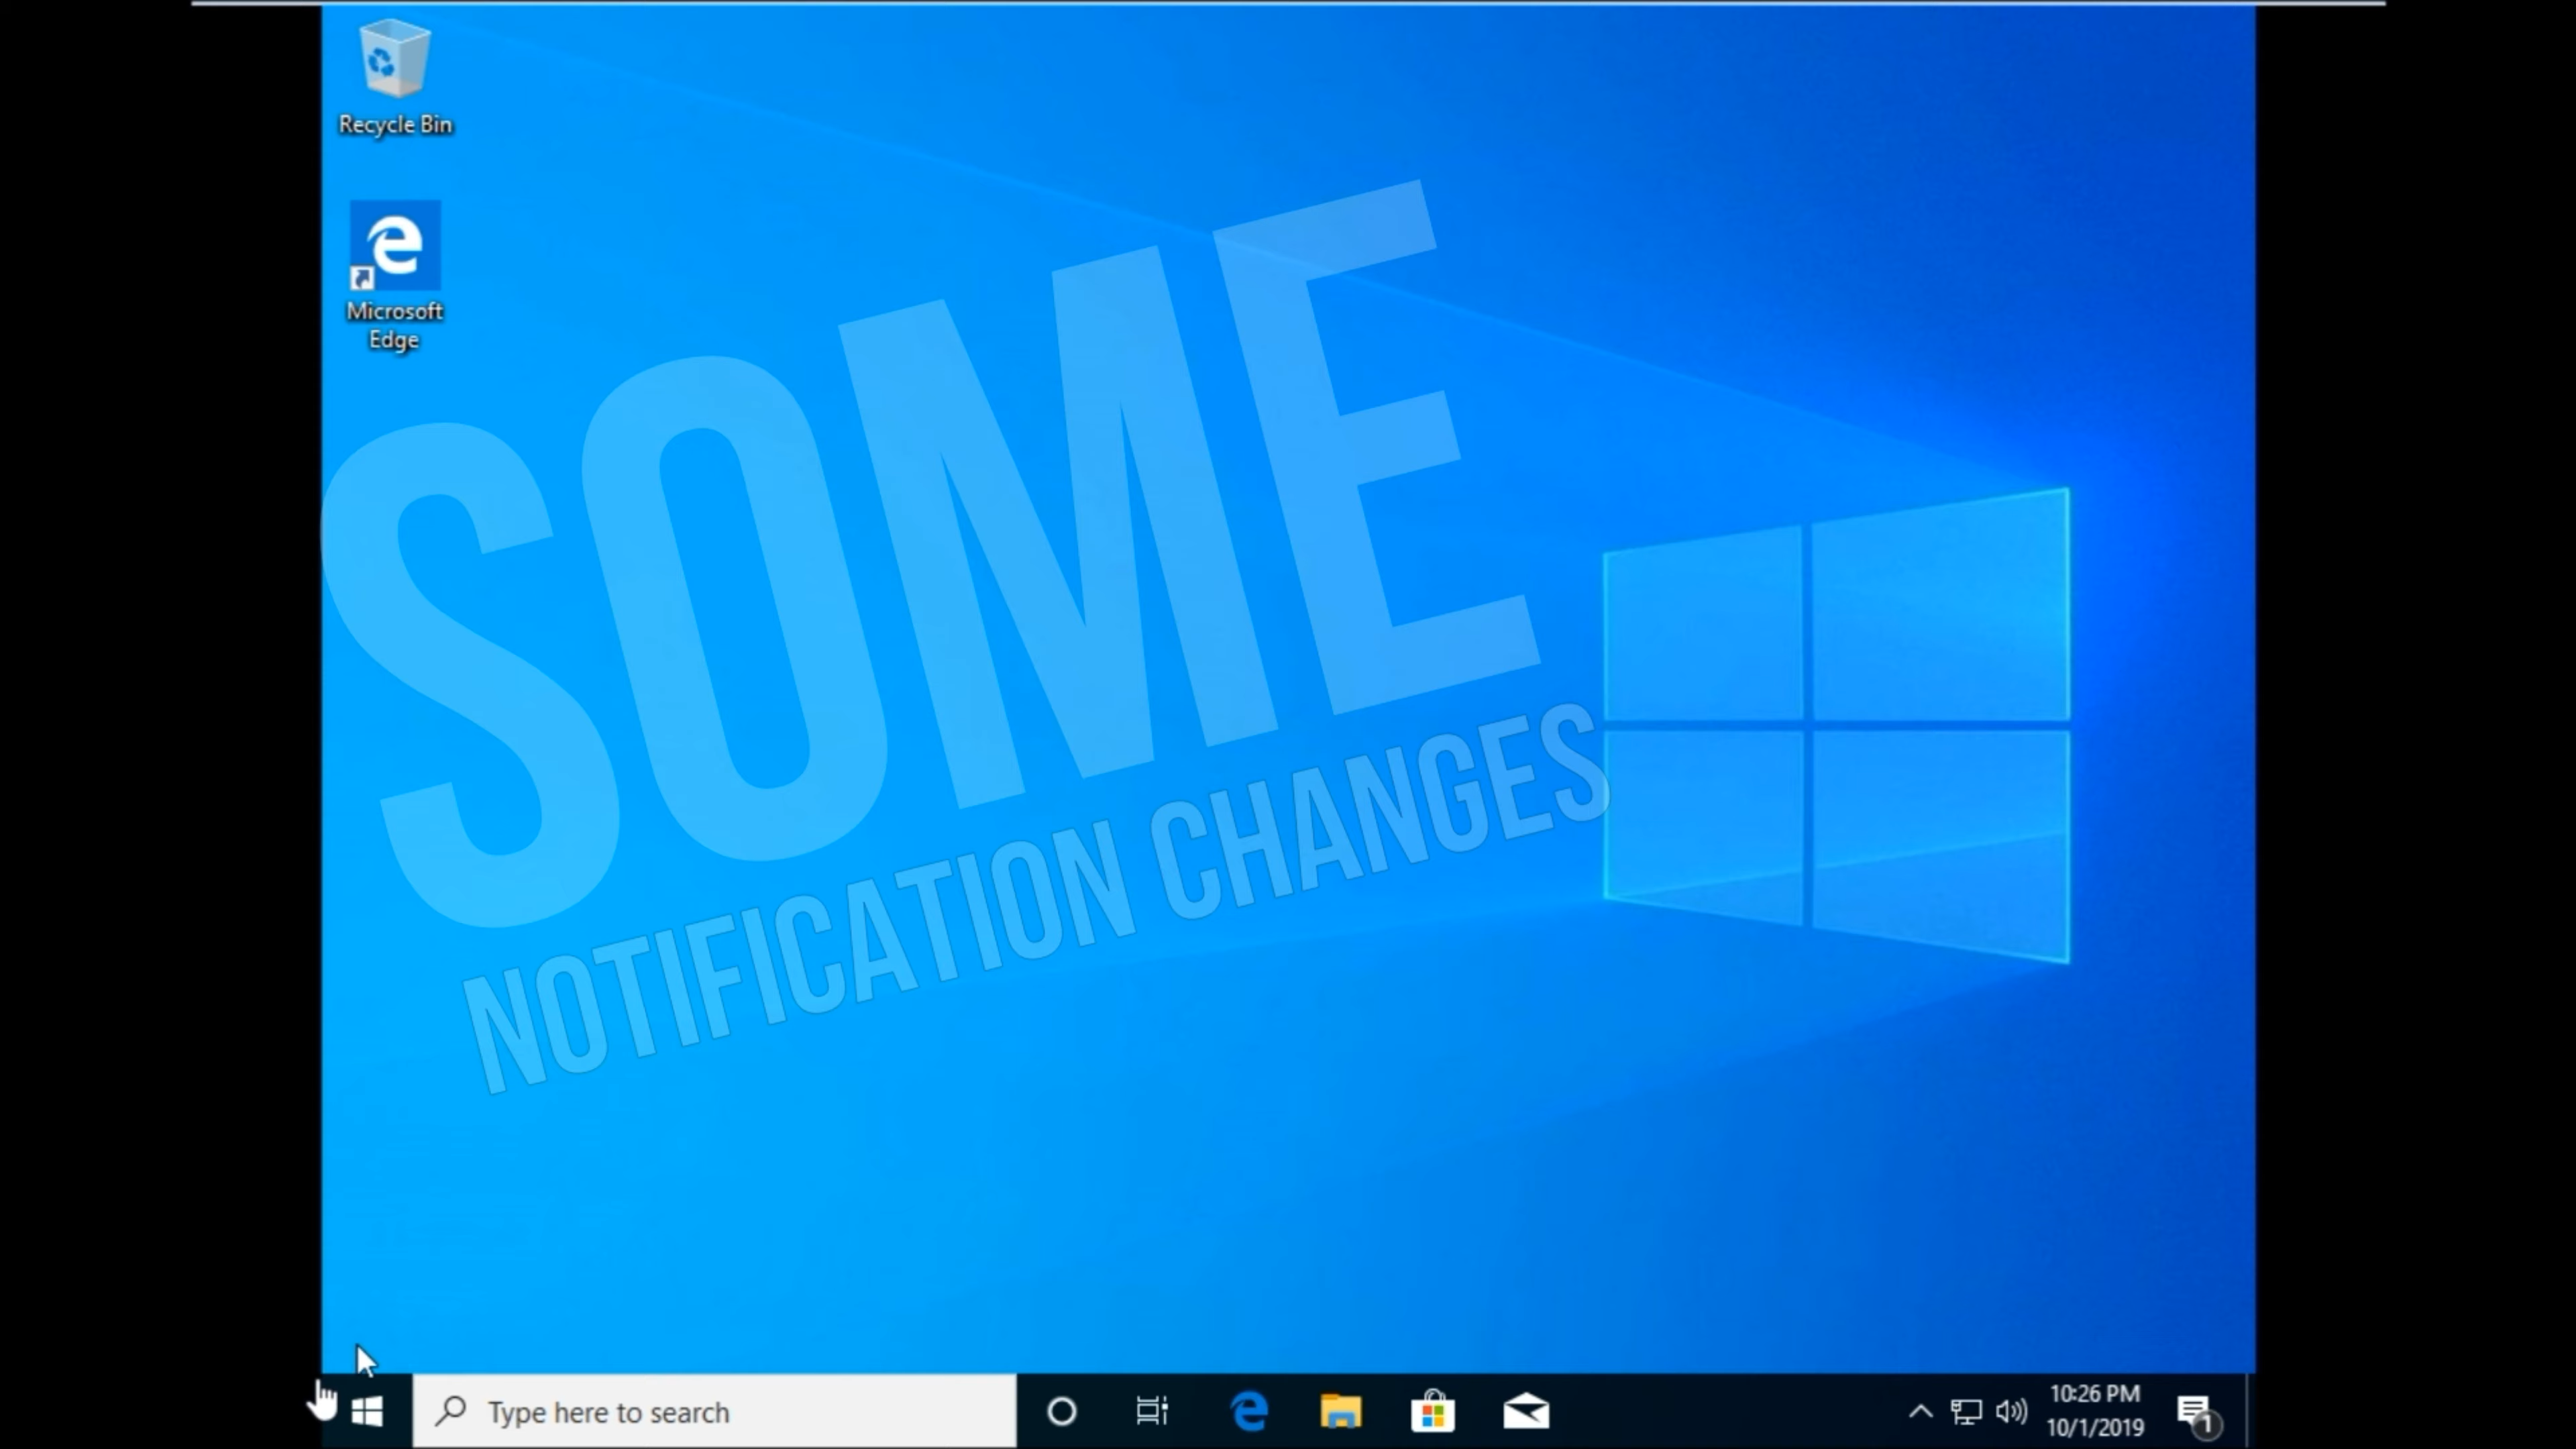 Recycle Bin
Microsoft
Edge
SOME
NOTIFICATION CHANGES
Type here to search
10:26 PM
10/1/2019
1